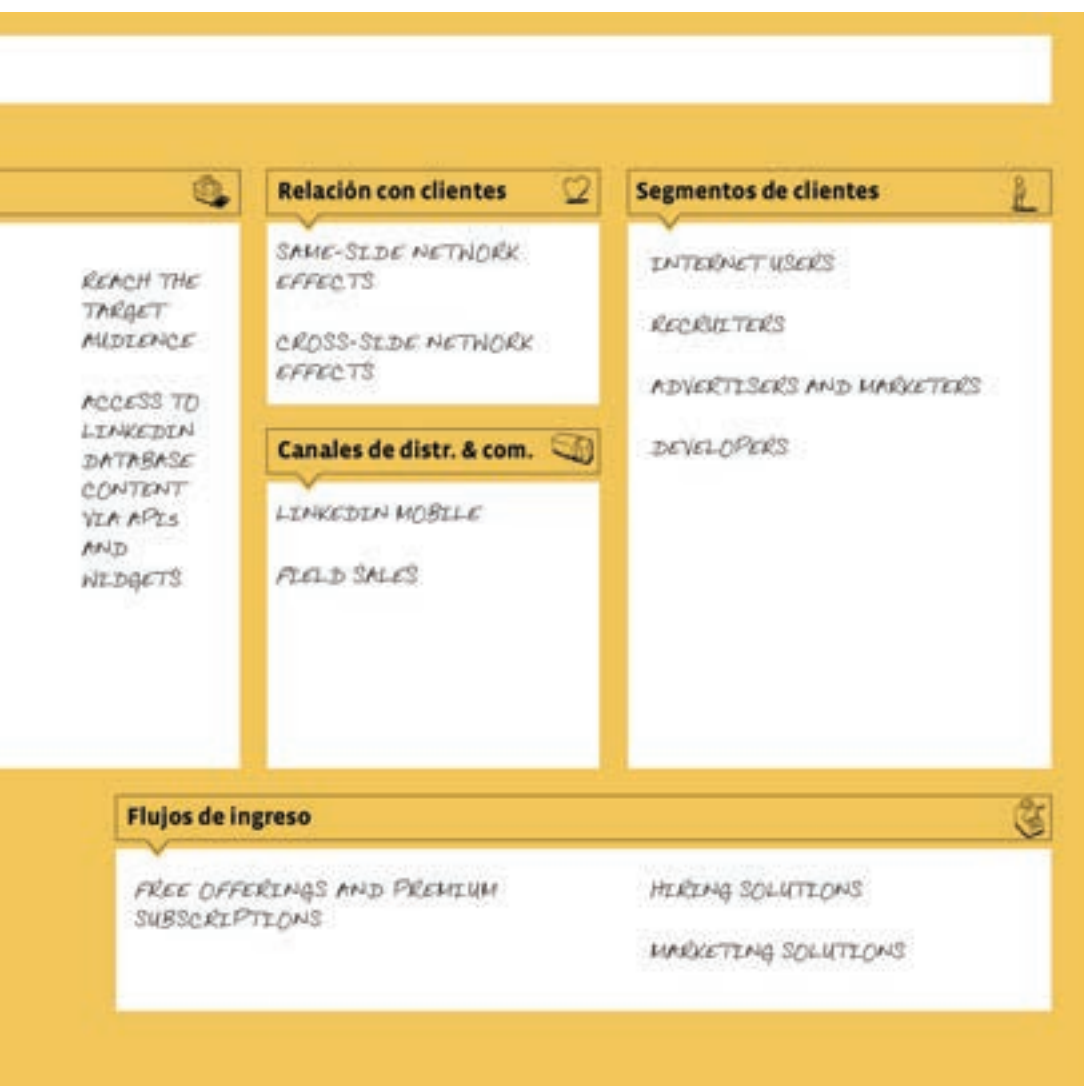 REACH THE
TARGET
AUDIENCE
ACCESS TO
LINKEDIN
DATABASE
CONTENT
VIA APIs
AND
WIDGETS
Relación con clientes
SAME-SIDE NETWORK
EFFECTS
CROSS-SIDE NETWORK
EFFECTS
Canales de distr. & com.
LINKEDIN MOBILE
FIELD SALES
Segmentos de clientes
INTERNET USERS
RECRUITERS
ADVERTISERS AND MARKETERS
DEVELOPERS
Flujos de ingreso
FREE OFFERINGS AND PREMIUM
SUBSCRIPTIONS
HIRING SOLUTIONS
MARKETING SOLUTIONS